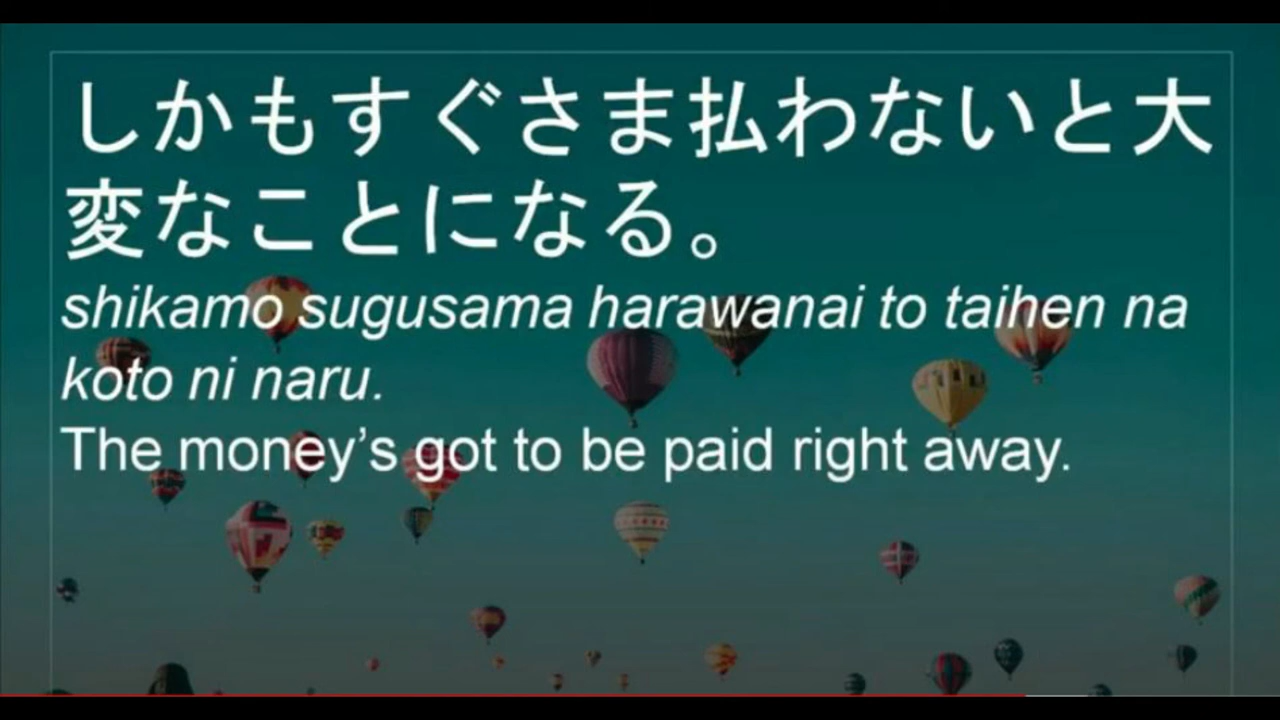 しかもすぐさま払わないと大
変なことになる。
shikamo sugusama harawanai to taihen na
koto ni naru.
The money’s got to be paid right away.